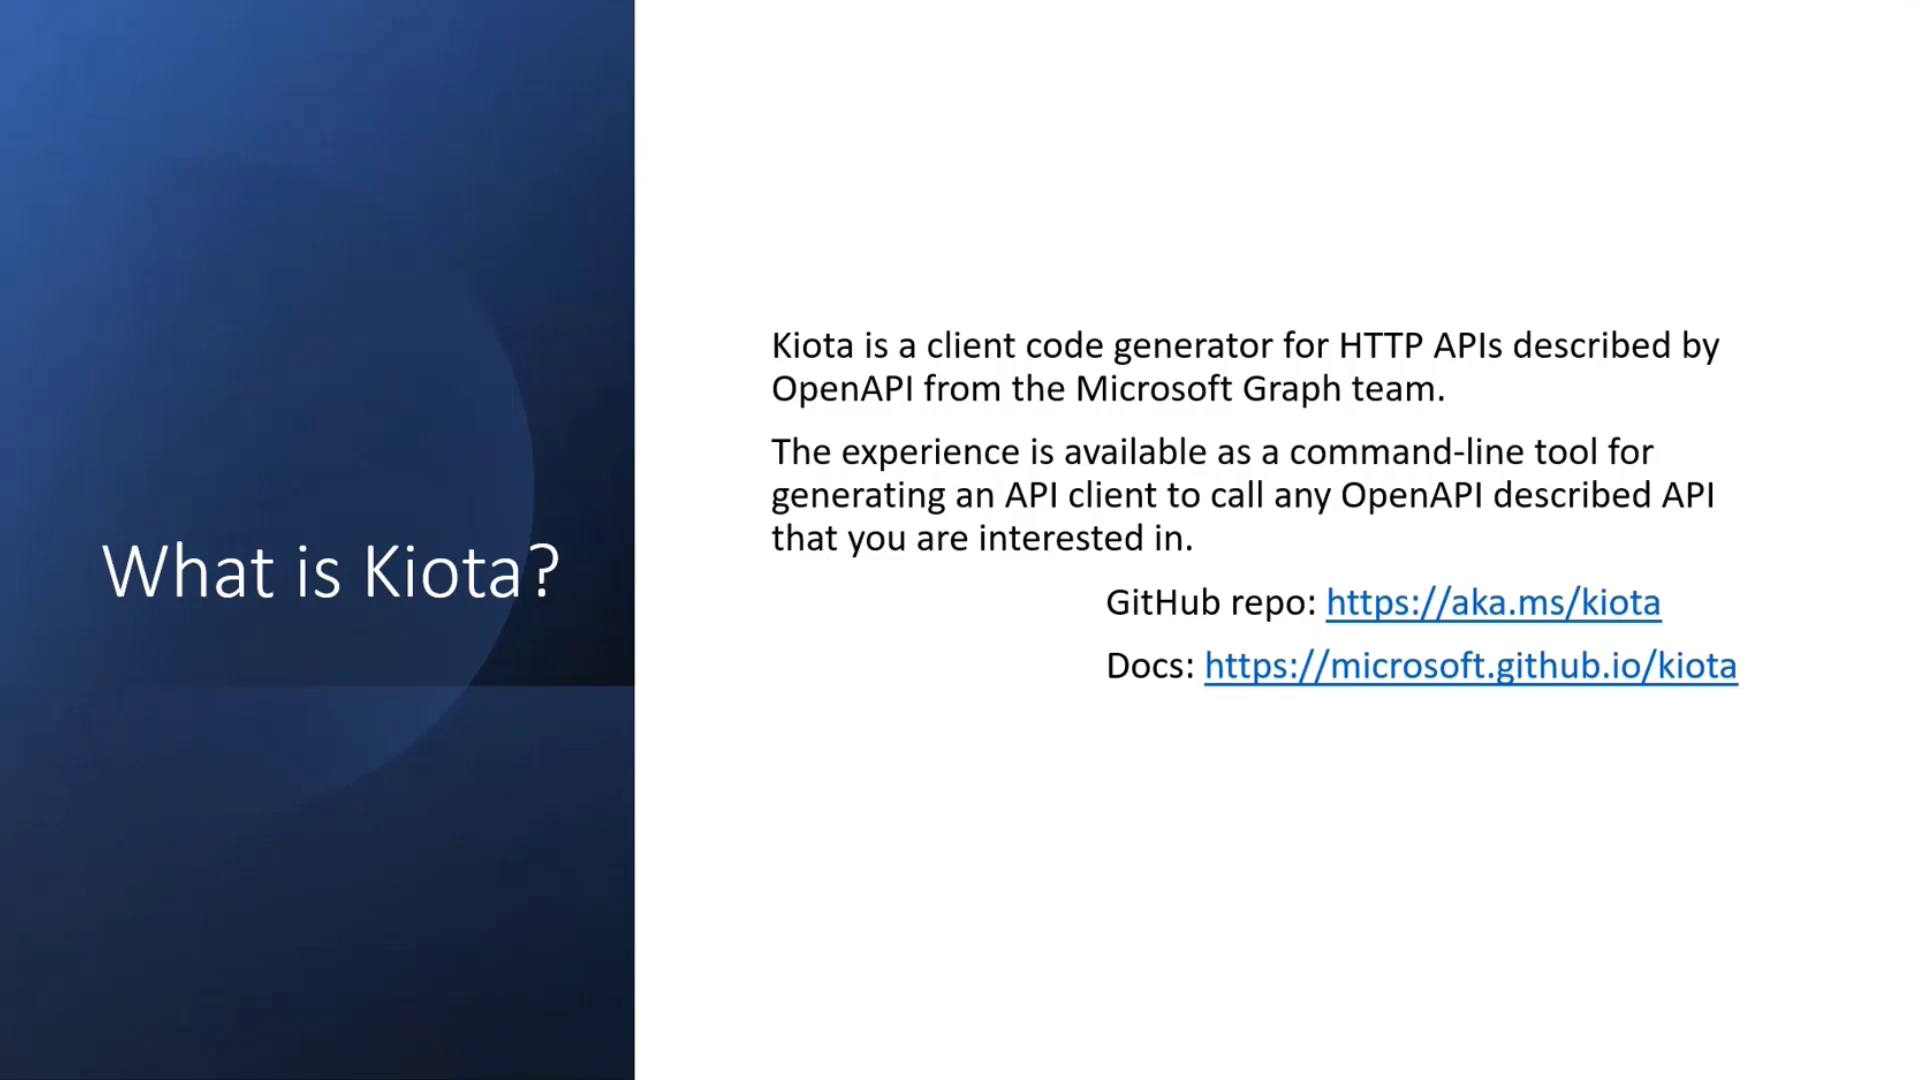 What is Kiota?
Kiota is a client code generator for HTTP APIs described by
OpenAPI from the Microsoft Graph team.
The experience is available as a command-line tool for
generating an API client to call any OpenAPI described API
that you are interested in.
GitHub repo: https://aka.ms/kiota
Docs: https://microsoft.github.io/kiota